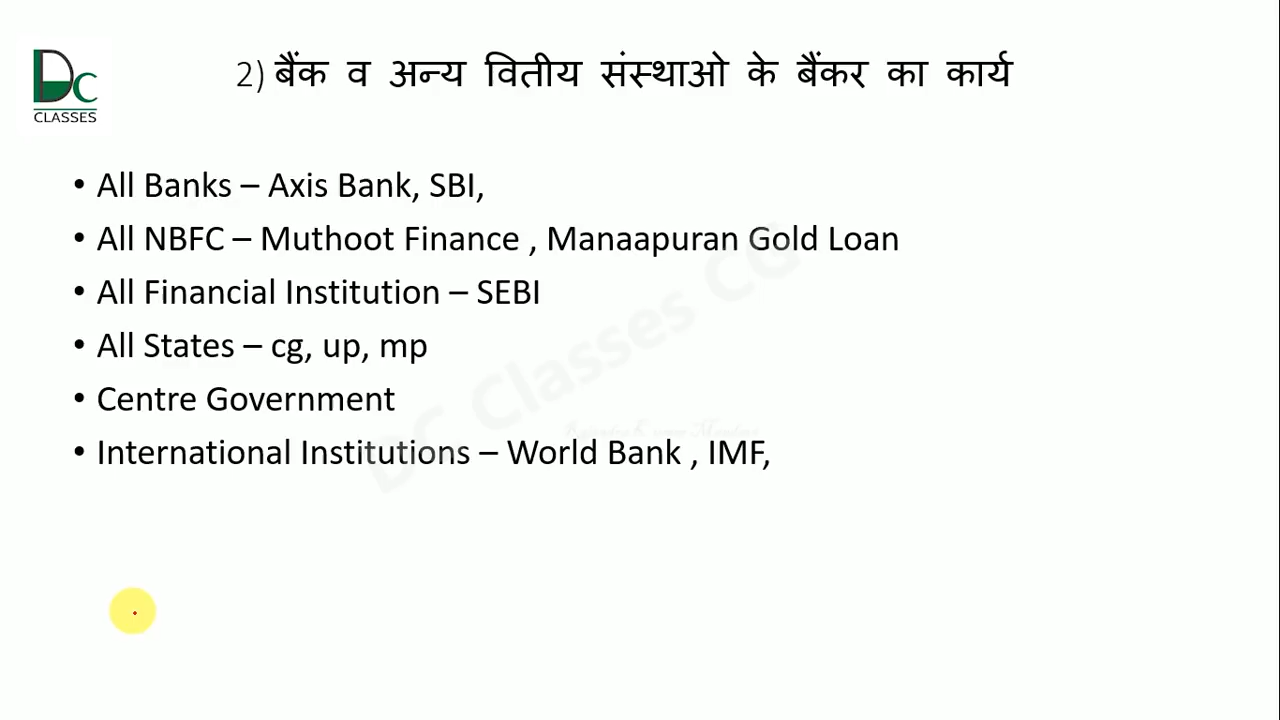 DC
CLASSES
2) बैंक व अन्य वितीय संस्थाओ के बैंकर का कार्य
• All Banks – Axis Bank, SBI,
• All NBFC – Muthoot Finance , Manaapuran Gold Loan
• All Financial Institution – SEBI
• All States – cg, up, mp
• Centre Government
• International Institutions – World Bank , IMF,
DC Classes CG